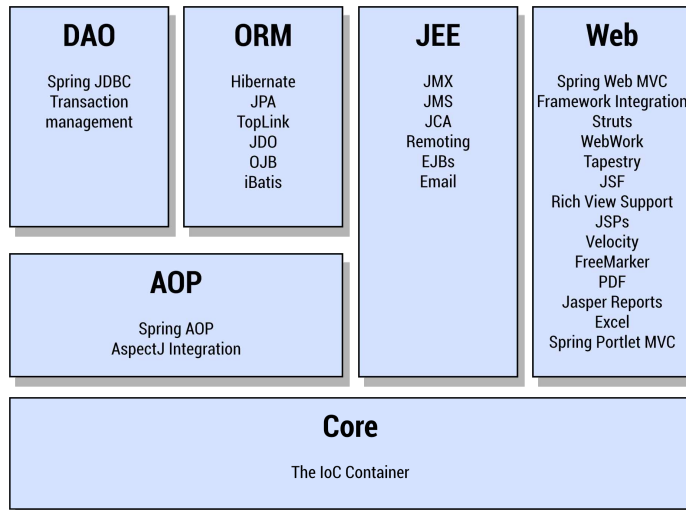 DAO
Spring JDBC
Transaction
management
ORM
Hibernate
JPA
TopLink
JDO
OJB
iBatis
JEE
JMX
JMS
JCA
Remoting
EJBs
Email
Web
Spring Web MVC
Framework Integration
Struts
WebWork
Tapestry
JSF
Rich View Support
JSPs
Velocity
FreeMarker
PDF
Jasper Reports
Excel
Spring Portlet MVC
AOP
Spring AOP
AspectJ Integration
Core
The IoC Container